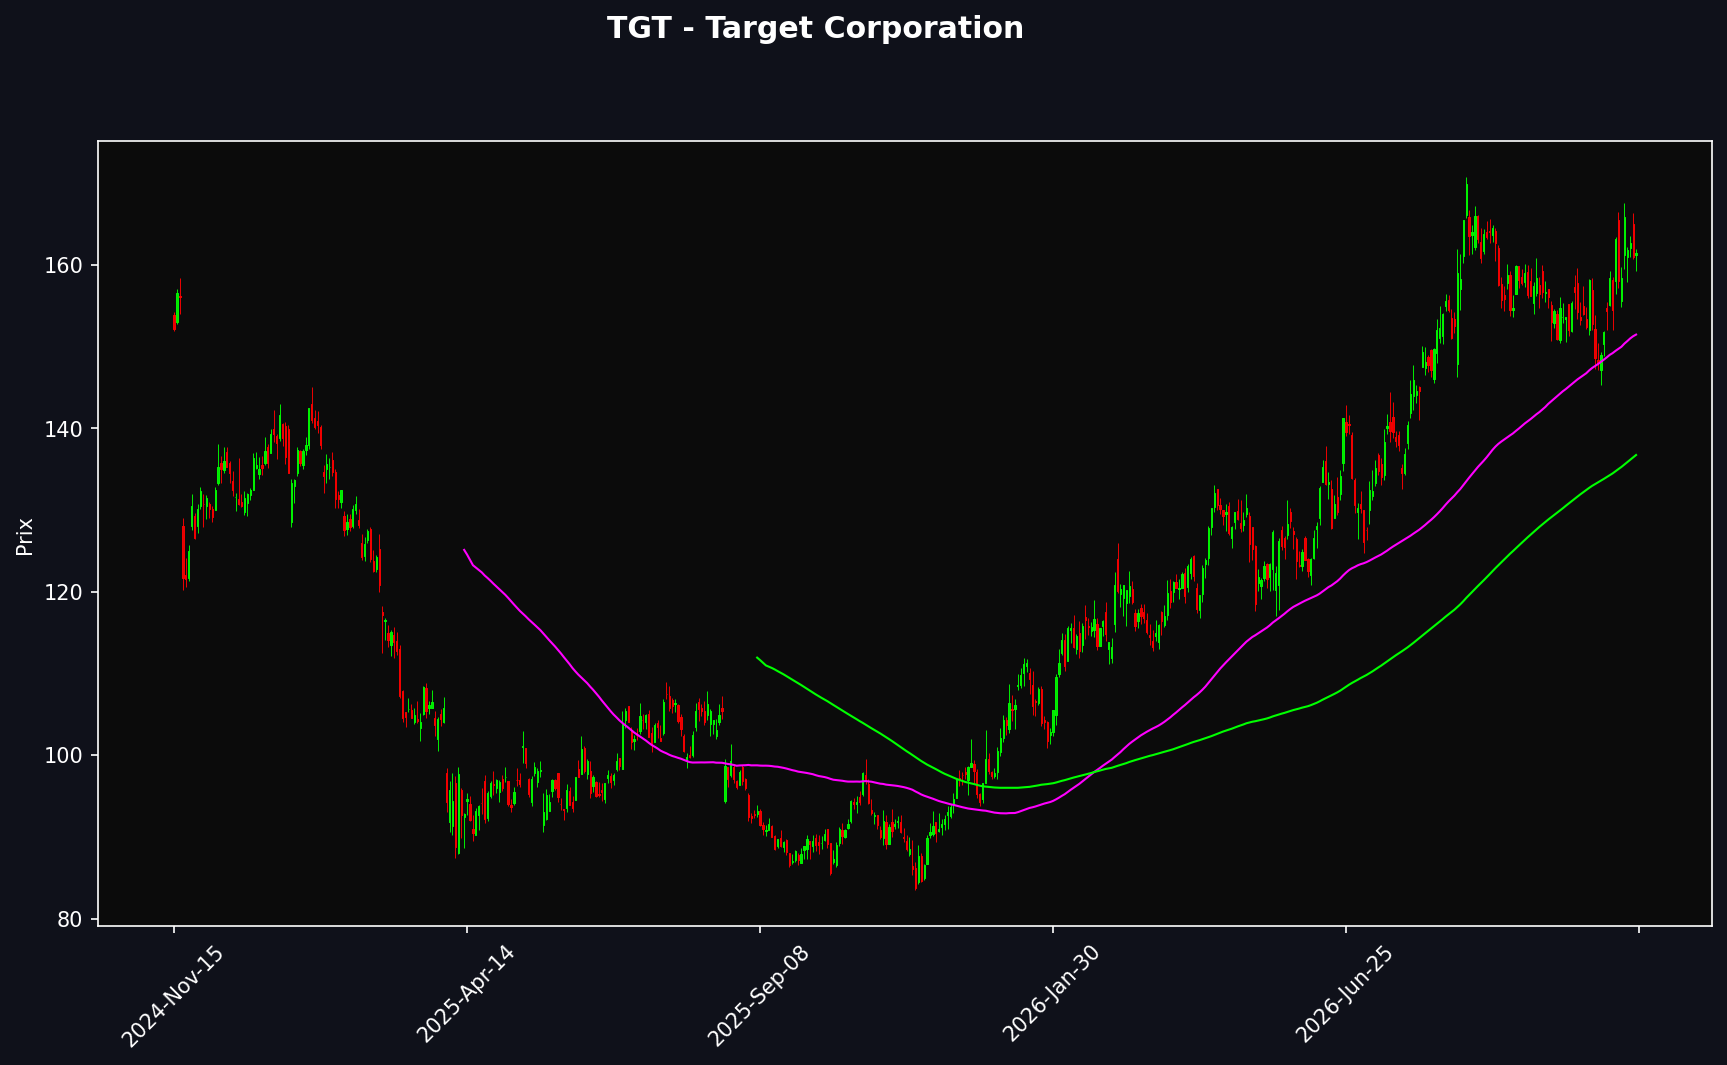 TGT - Target Corporation
Prix
160
140
120
100
80
2024-Nov-15
2025-Apr-14
2025-Sep-08
2026-Jan-30
2026-Jun-25